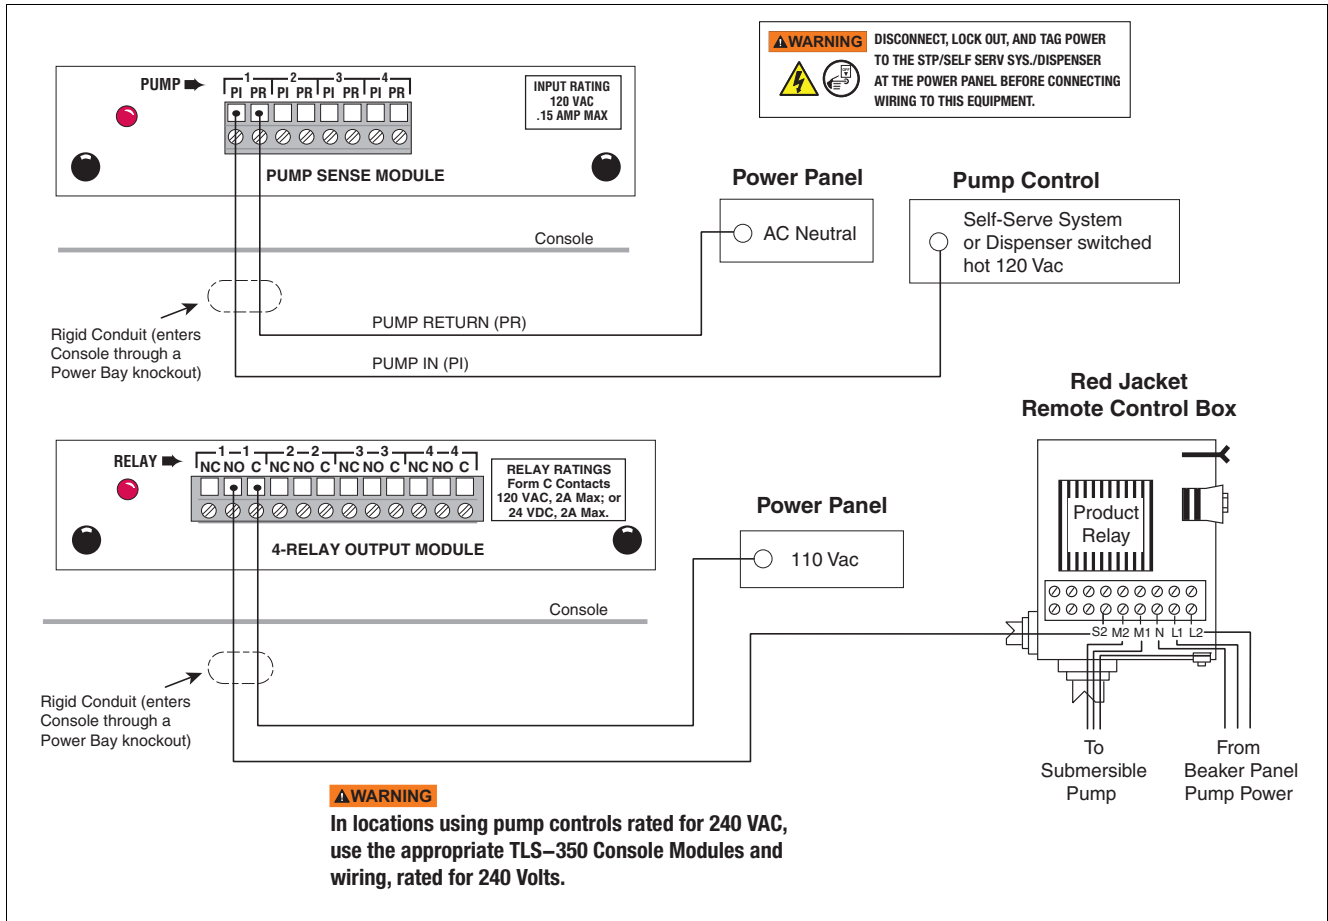 WARNING
DISCONNECT, LOCK OUT, AND TAG POWER
TO THE STP/SELF SERV SYS./DISPENSER
AT THE POWER PANEL BEFORE CONNECTING
WIRING TO THIS EQUIPMENT.
PUMP
1 2 3 4
PI PR PI PR PI PR PI PR
INPUT RATING
120 VAC
.15 AMP MAX
PUMP SENSE MODULE
Console
Power Panel
AC Neutral
Pump Control
Self-Serve System
or Dispenser switched
hot 120 Vac
Rigid Conduit (enters
Console through a
Power Bay knockout)
PUMP RETURN (PR)
PUMP IN (PI)
RELAY
1 1 2 2 3 3 4 4
NC NO C NC NO C NC NO C NC NO C
RELAY RATINGS
Form C Contacts
120 VAC, 2A Max; or
24 VDC, 2A Max.
4-RELAY OUTPUT MODULE
Console
Power Panel
110 Vac
Rigid Conduit (enters
Console through a
Power Bay knockout)
Red Jacket
Remote Control Box
Product
Relay
S2 M2 M1 N L1 L2
To
Submersible
Pump
From
Beaker Panel
Pump Power
WARNING
In locations using pump controls rated for 240 VAC,
use the appropriate TLS–350 Console Modules and
wiring, rated for 240 Volts.